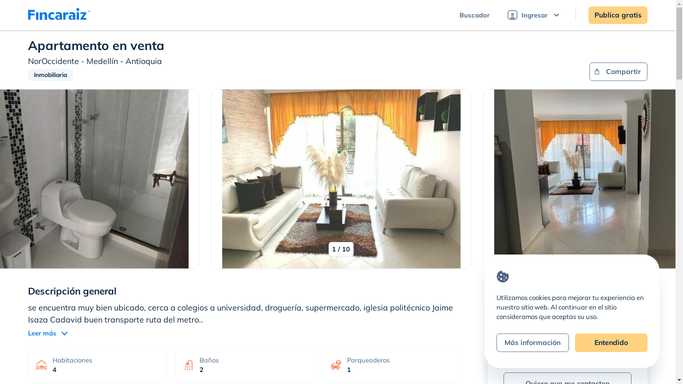 Fincaraiz
Buscador
Ingresar
Publica gratis
Apartamento en venta
NorOccidente - Medellín - Antioquia
Inmobiliaria
Compartir
1 / 10
Descripción general
se encuentra muy bien ubicado, cerca a colegios a universidad, droguería, supermercado, iglesia politécnico Jaime
Isaza Cadavid buen transporte ruta del metro..
Leer más
Habitaciones
4
Baños
2
Parqueaderos
1
Utilizamos cookies para mejorar tu experiencia en
nuestro sitio web. Al continuar en el sitio
consideramos que aceptas su uso.
Más información
Entendido
Quiero que me contacten